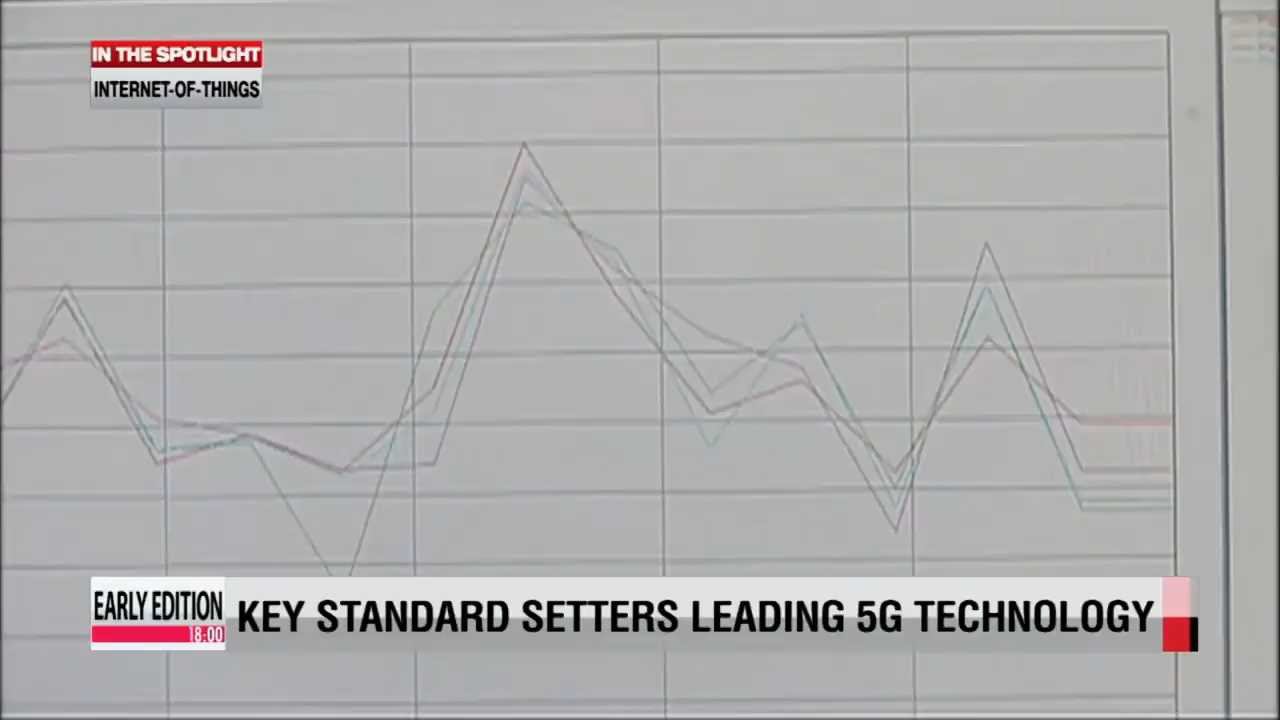 IN THE SPOTLIGHT
INTERNET-OF-THINGS
EARLY EDITION
18:00
KEY STANDARD SETTERS LEADING 5G TECHNOLOGY